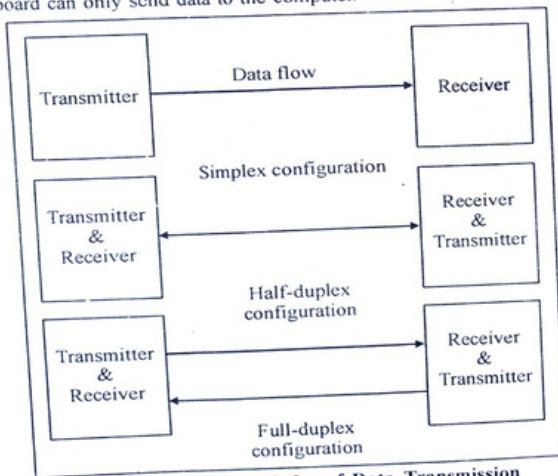 board can only send data to the computer.
Transmitter
Data flow
Receiver
Simplex configuration
Transmitter
&
Receiver
Receiver
&
Transmitter
Half-duplex
configuration
Transmitter
&
Receiver
Receiver
&
Transmitter
Full-duplex
configuration
of Data Transmission